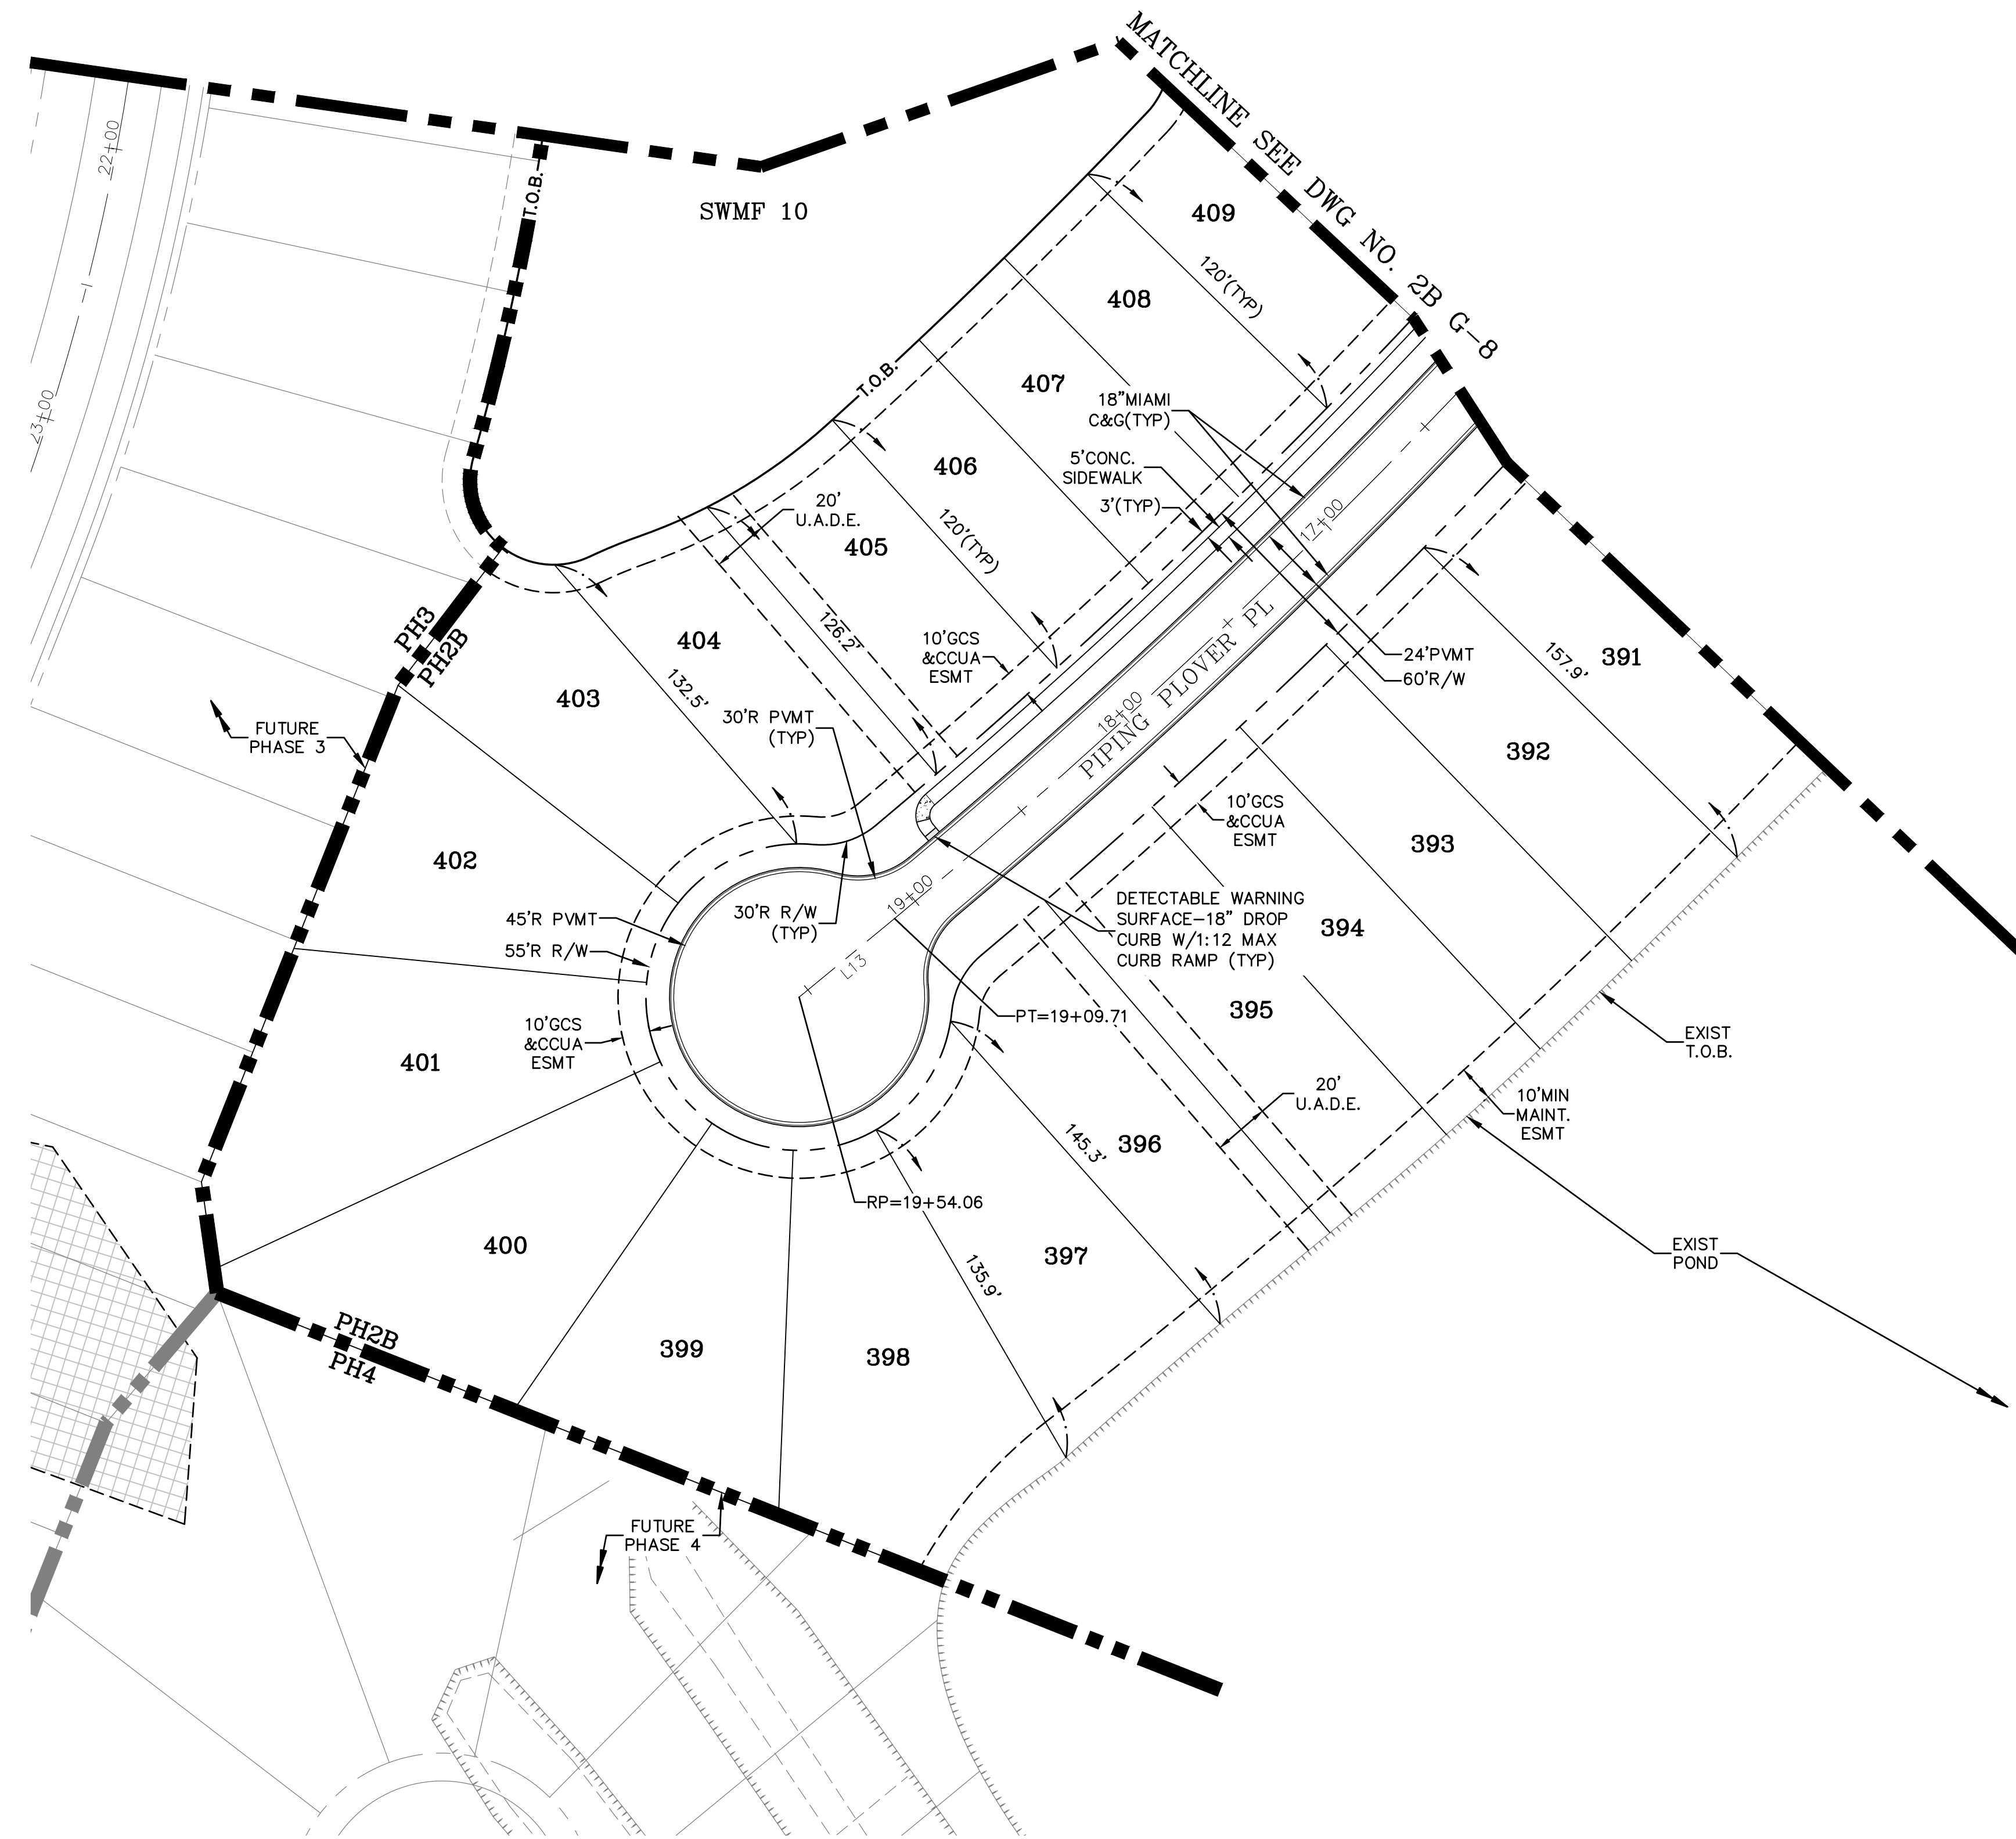 MATCHLINE SEE DWG NO. 2B G-8
22+00
T.O.B.
SWMF 10
409
120'(TYP)
408
T.O.B.
407
18"MIAMI
C&G(TYP)
23+00
406
5'CONC.
SIDEWALK
3'(TYP)
20'
U.A.D.E.
405
120'(TYP)
17+00
PH3
PH2B
404
126.2'
10'GCS
&CCUA
ESMT
24'PVMT
60'R/W
157.9'
391
403
132.5'
30'R PVMT
(TYP)
18+00
PIPING PLOVER PL
FUTURE
PHASE 3
392
10'GCS
&CCUA
ESMT
393
402
45'R PVMT
55'R R/W
30'R R/W
(TYP)
19+00
L13
DETECTABLE WARNING
SURFACE-18" DROP
CURB W/1:12 MAX
CURB RAMP (TYP)
394
395
PT=19+09.71
10'GCS
&CCUA
ESMT
401
EXIST
T.O.B.
20'
U.A.D.E.
10'MIN
MAINT.
ESMT
145.3'
396
RP=19+54.06
400
397
135.9'
EXIST
POND
PH2B
PH4
399
398
FUTURE
PHASE 4